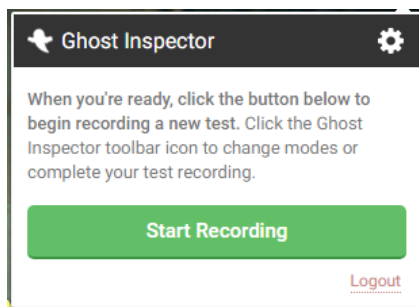 Ghost Inspector
When you're ready, click the button below to
begin recording a new test. Click the Ghost
Inspector toolbar icon to change modes or
complete your test recording.
Start Recording
Logout